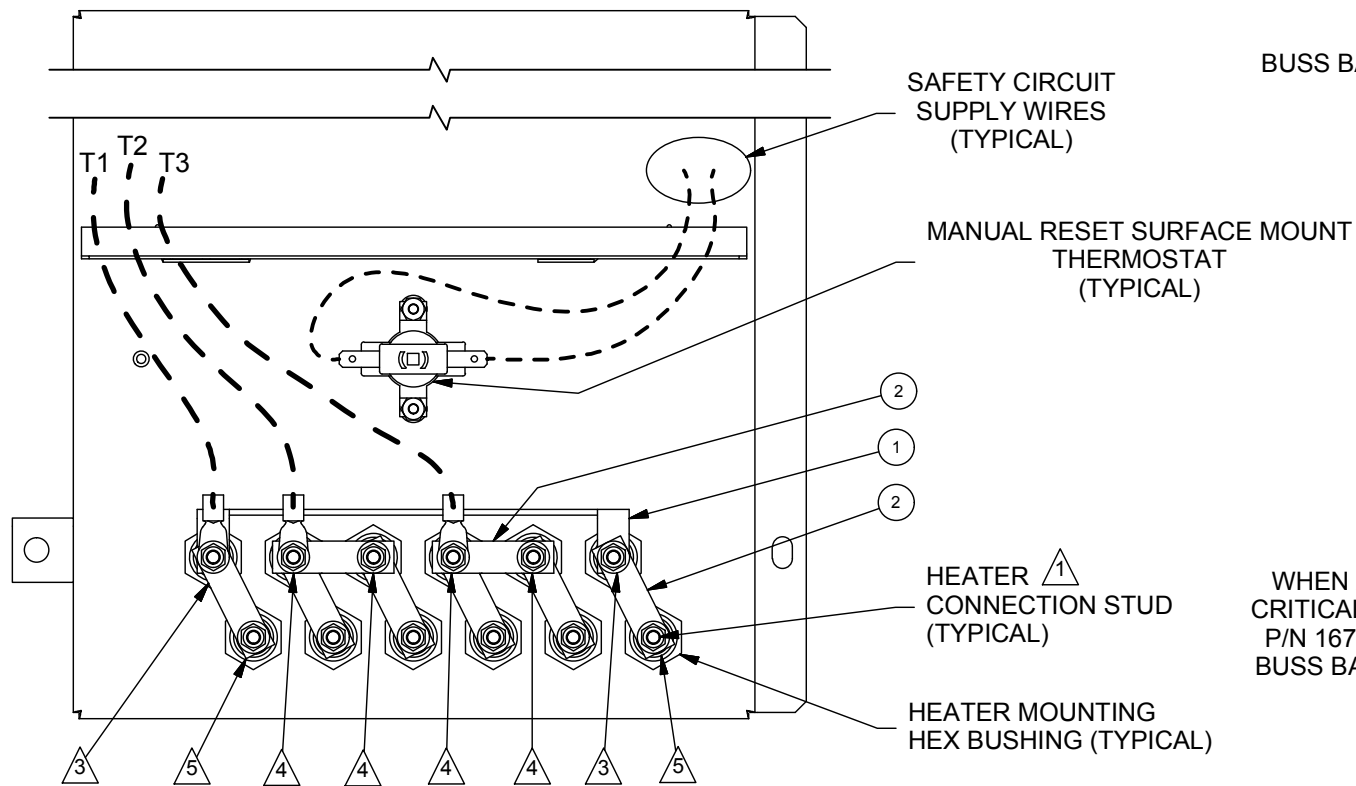 BUSS BA
SAFETY CIRCUIT
SUPPLY WIRES
(TYPICAL)
T1
T2
T3
MANUAL RESET SURFACE MOUNT
THERMOSTAT
(TYPICAL)
2
1
2
HEATER 1
CONNECTION STUD
(TYPICAL)
WHEN
CRITICAL
P/N 167
BUSS BA
HEATER MOUNTING
HEX BUSHING (TYPICAL)
3
5
4
4
4
4
3
5